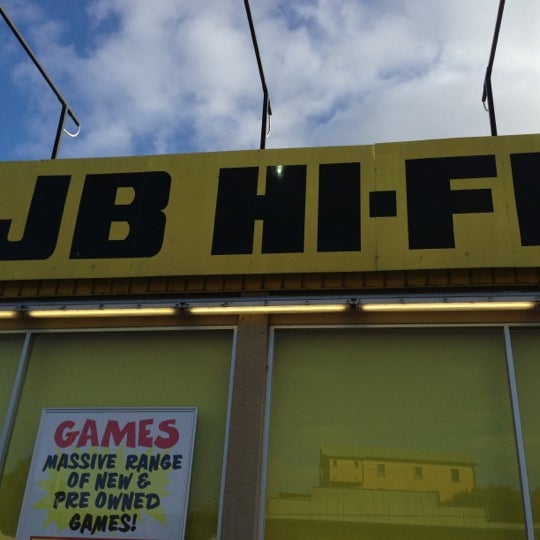 JB HI-FI
GAMES
MASSIVE RANGE
OF NEW &
PRE OWNED
GAMES!